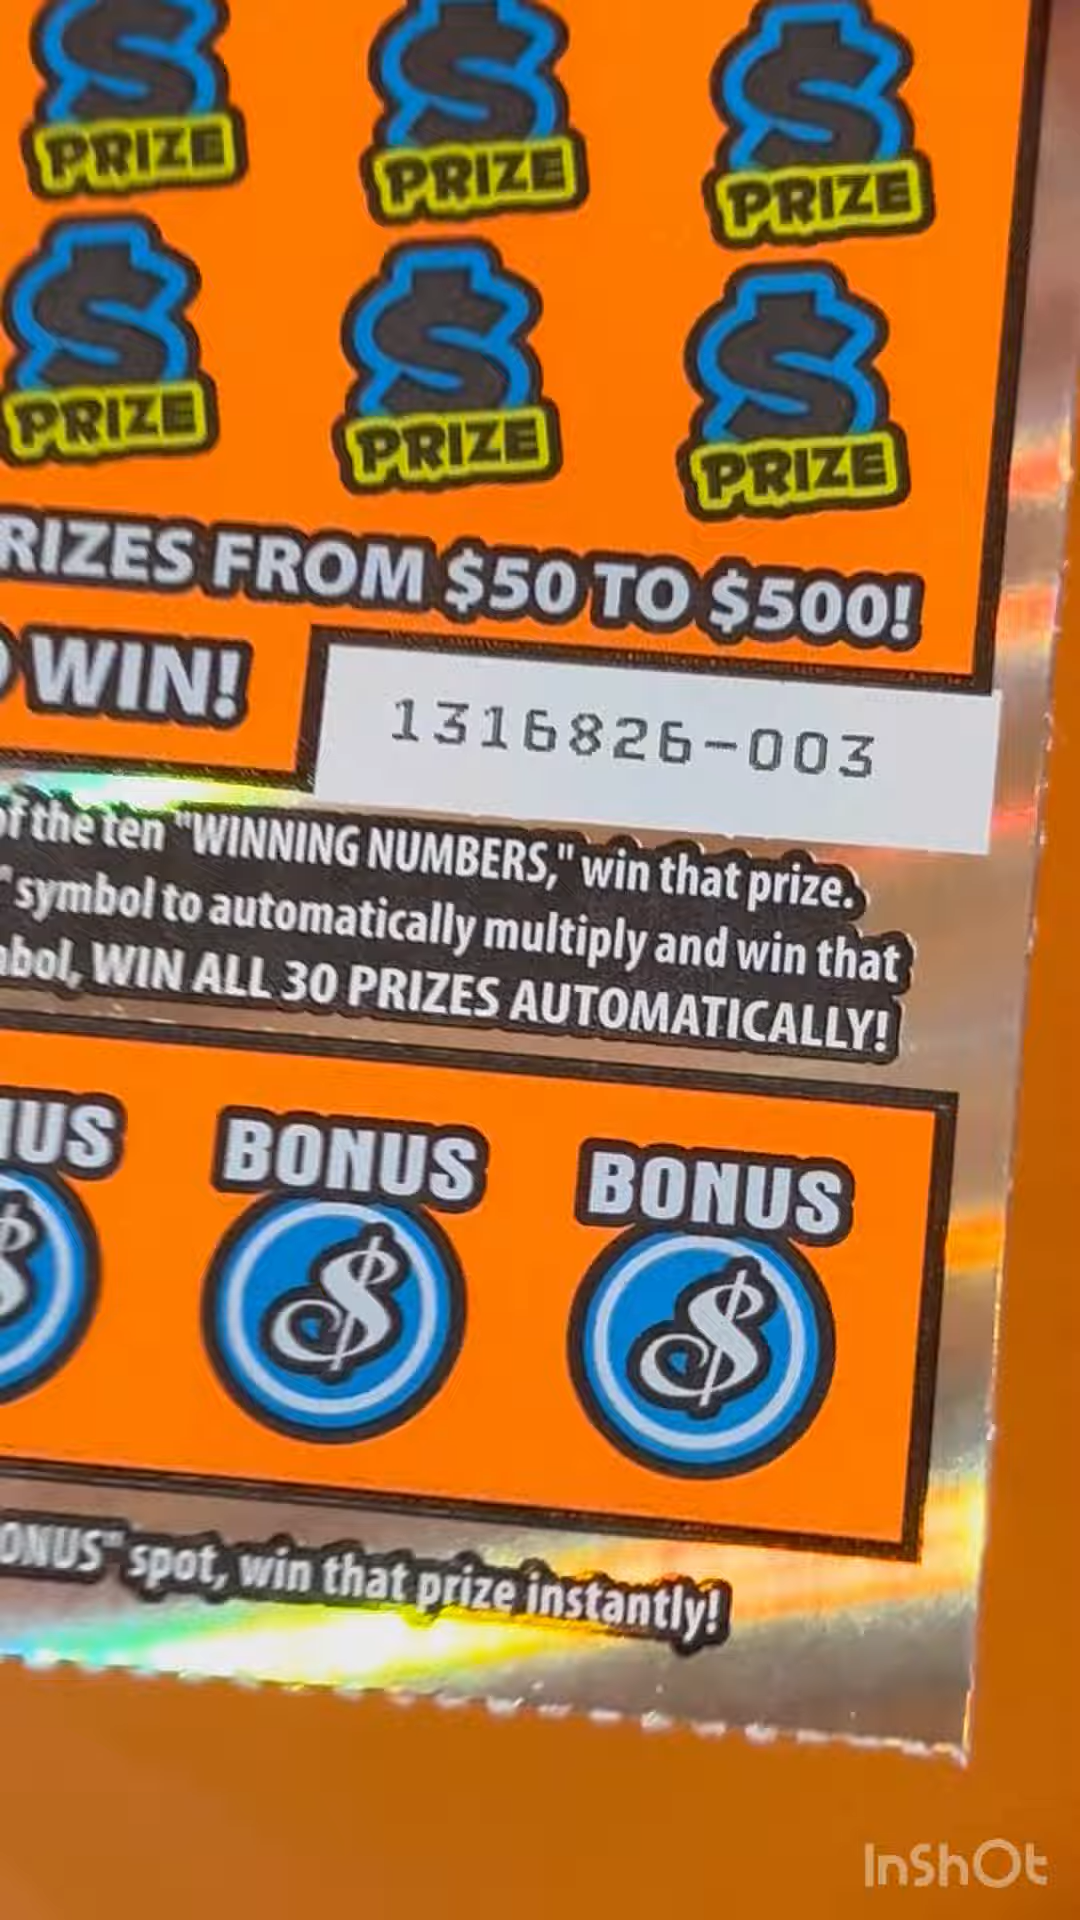 PRIZE PRIZE PRIZE
PRIZE PRIZE PRIZE
RIZES FROM $50 TO $500!
WIN!
1316826-003
of the ten "WINNING NUMBERS," win that prize.
" symbol to automatically multiply and win that
bol, WIN ALL 30 PRIZES AUTOMATICALLY!
NUS BONUS BONUS
$ $ $
ONUS" spot, win that prize instantly!
InShOt